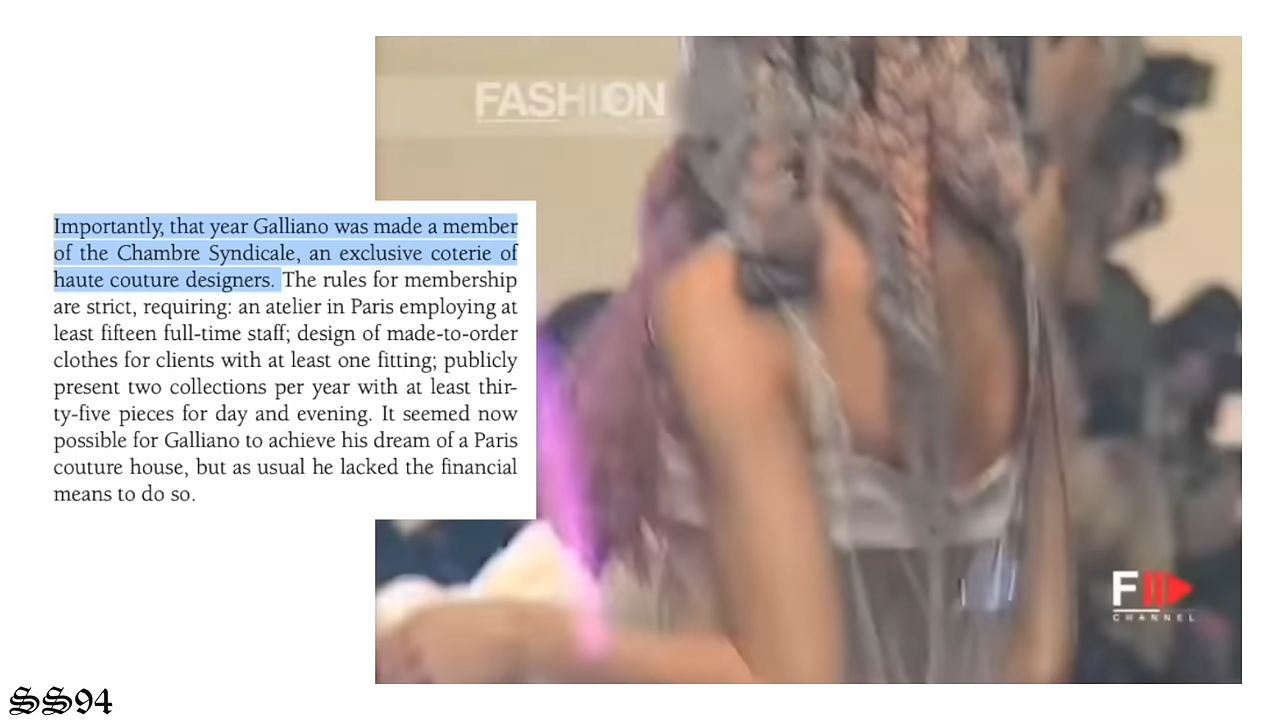 FASHION
Importantly, that year Galliano was made a member
of the Chambre Syndicale, an exclusive coterie of
haute couture designers. The rules for membership
are strict, requiring: an atelier in Paris employing at
least fifteen full-time staff; design of made-to-order
clothes for clients with at least one fitting; publicly
present two collections per year with at least thir-
ty-five pieces for day and evening. It seemed now
possible for Galliano to achieve his dream of a Paris
couture house, but as usual he lacked the financial
means to do so.
F
CHANNEL
SS94